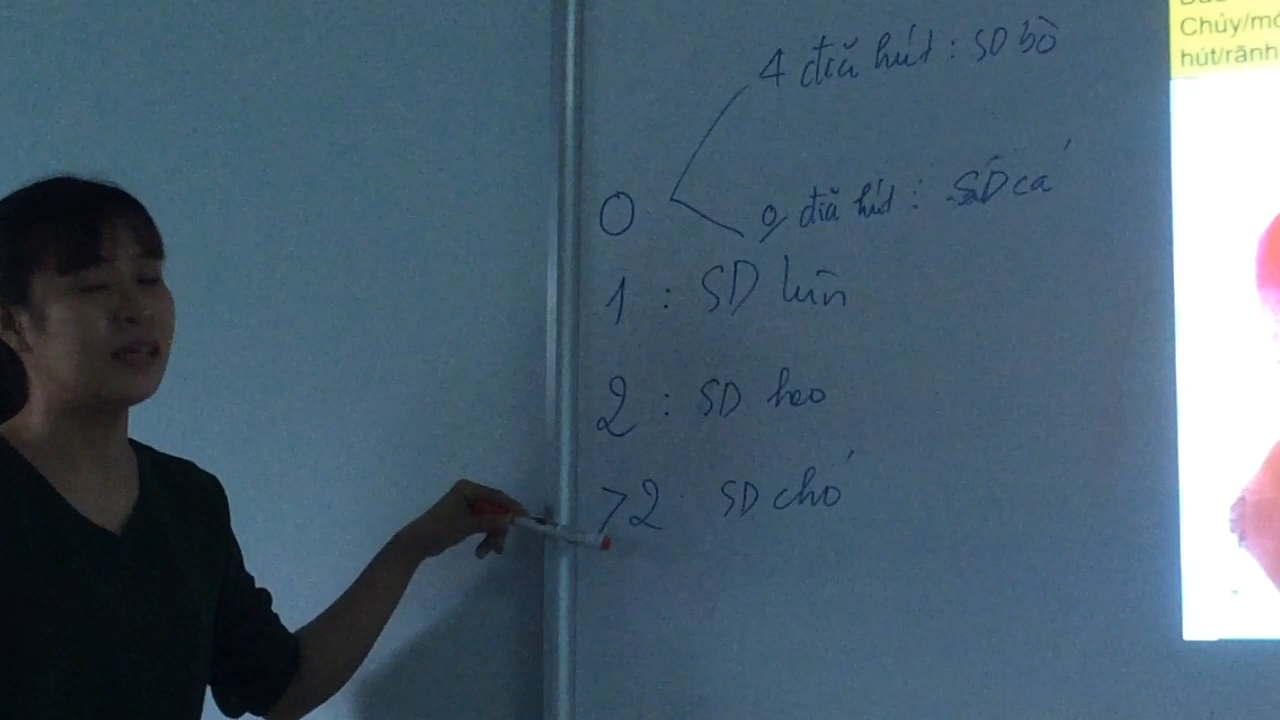 4 đĩa hút : SD bò
0
0 đĩa hút : SD cá
1 : SD lùn
2 : SD heo
>2 SD chó
Chủy/mó
hút/rãnh